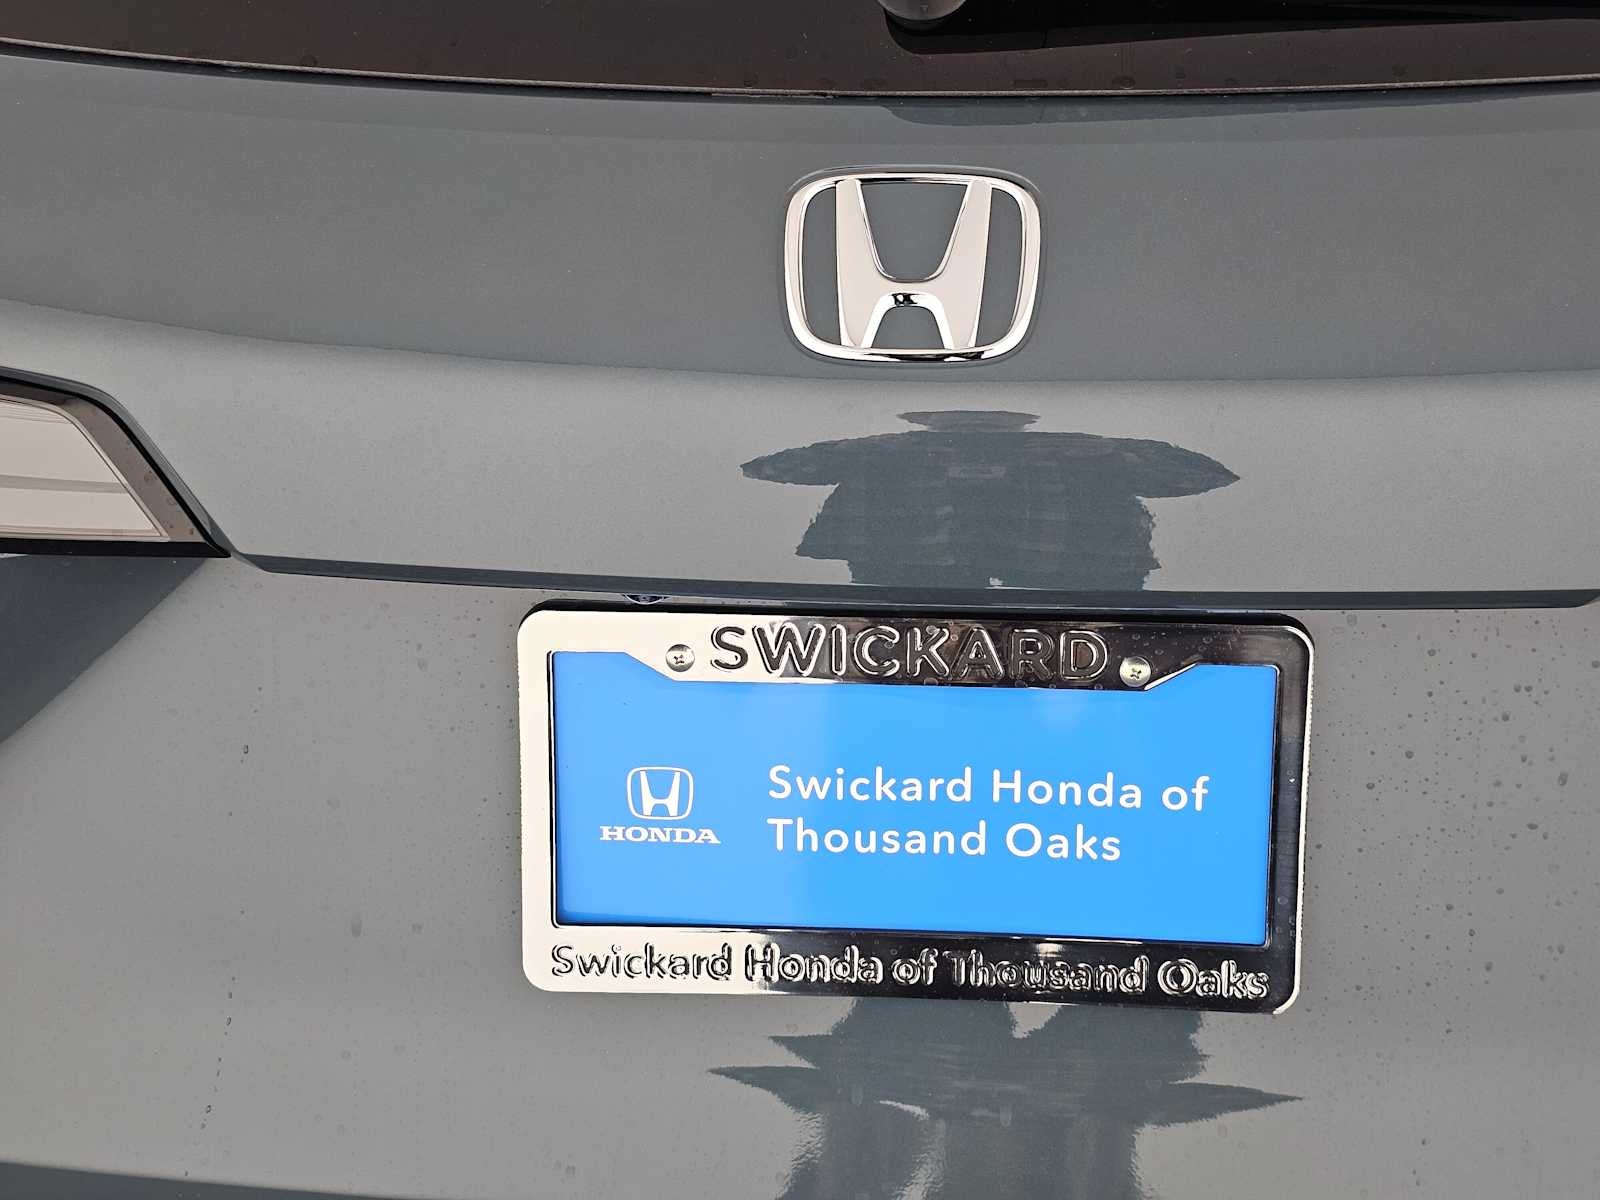 SWICKARD
HONDA
Swickard Honda of
Thousand Oaks
Swickard Honda of Thousand Oaks